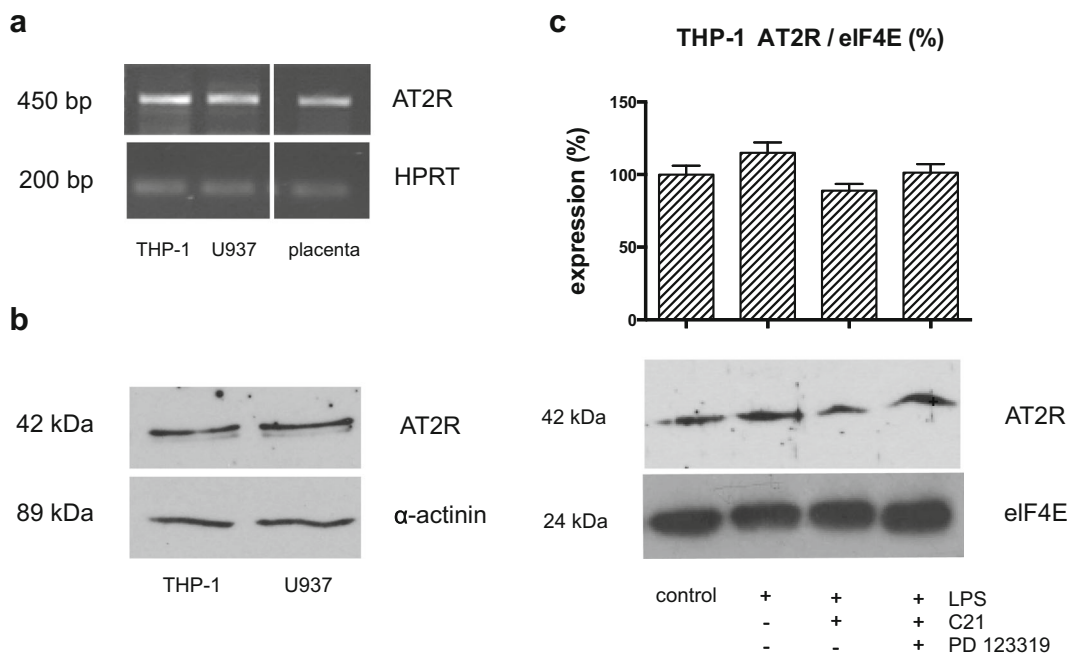 a
450 bp
AT2R
200 bp
HPRT
THP-1 U937 placenta
b
42 kDa
AT2R
89 kDa
α-actinin
THP-1 U937
c
THP-1 AT2R / eIF4E (%)
expression (%)
150
100
50
0
42 kDa
AT2R
24 kDa
eIF4E
control + + + LPS
- + + C21
- - + PD 123319